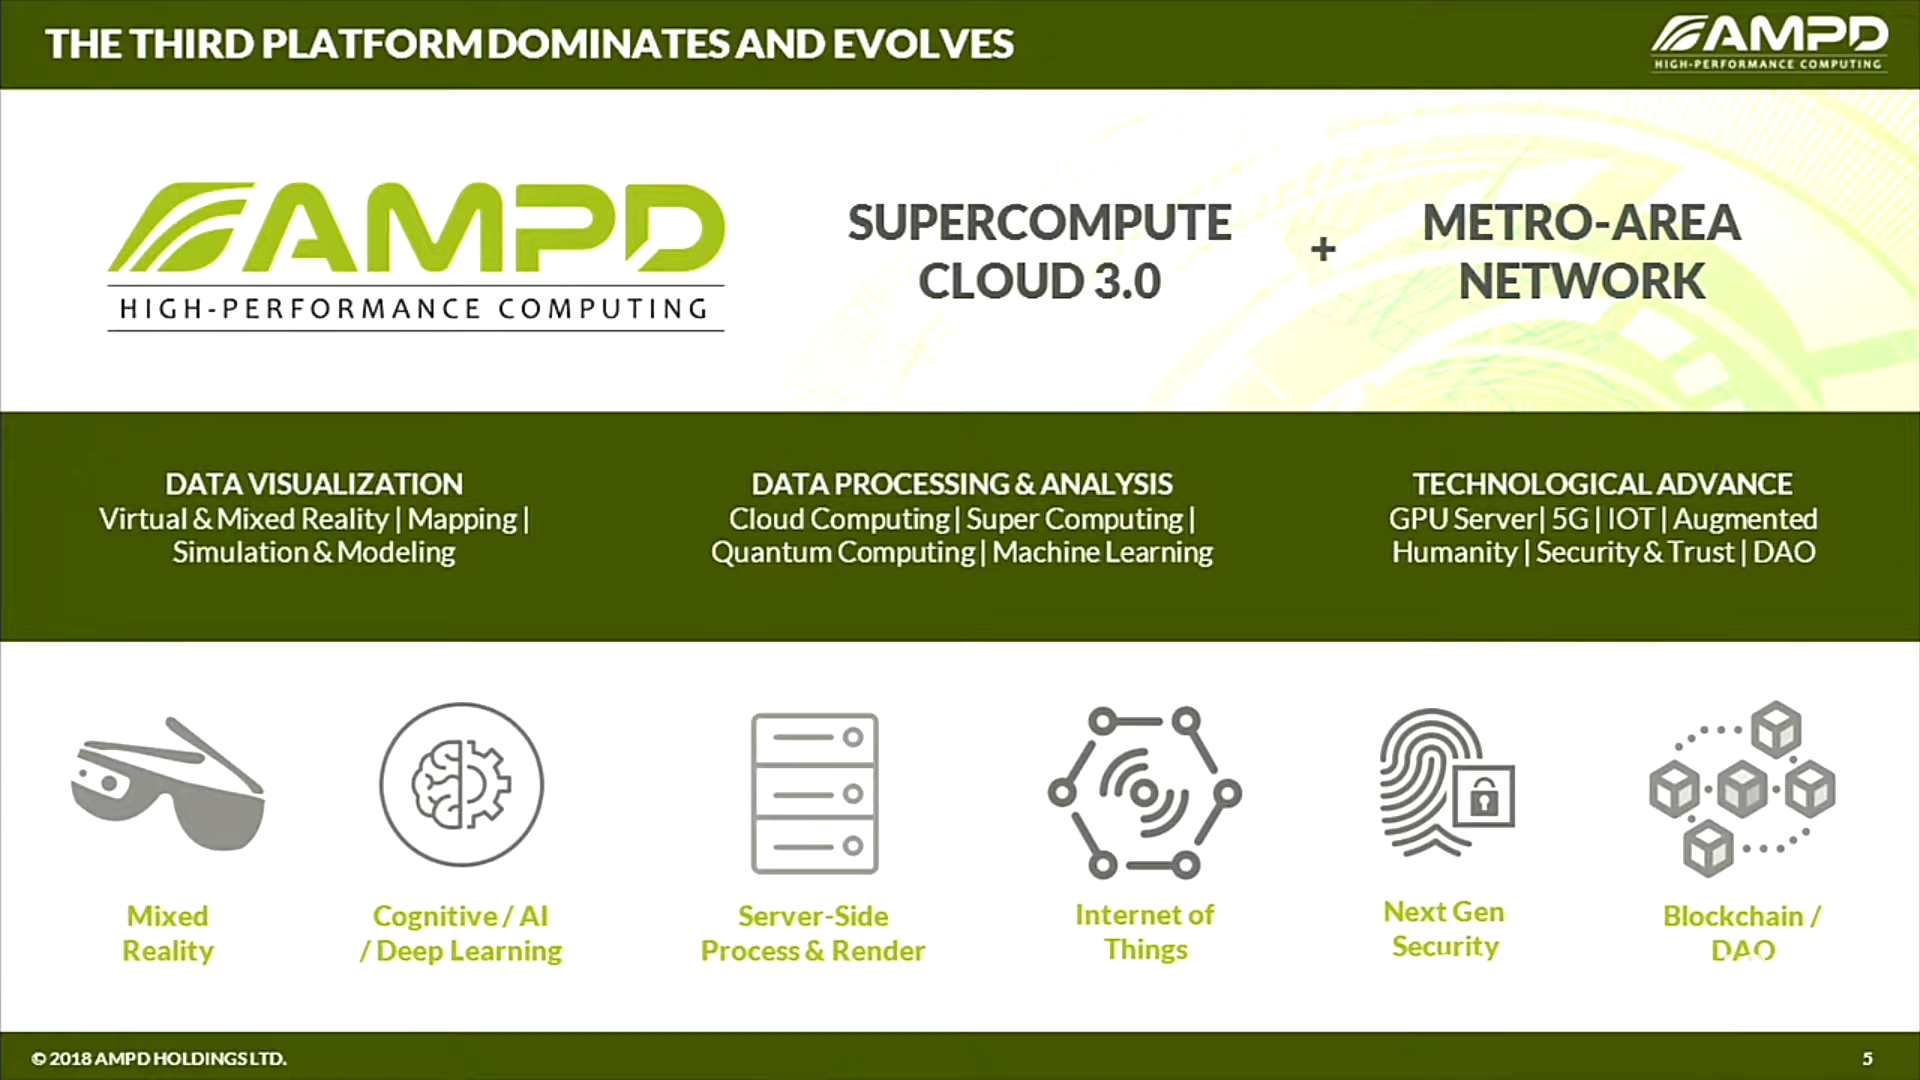 THE THIRD PLATFORM DOMINATES AND EVOLVES
AMPD
HIGH-PERFORMANCE COMPUTING
AMPD
HIGH-PERFORMANCE COMPUTING
SUPERCOMPUTE
CLOUD 3.0
+
METRO-AREA
NETWORK
DATA VISUALIZATION
Virtual & Mixed Reality | Mapping |
Simulation & Modeling
DATA PROCESSING & ANALYSIS
Cloud Computing | Super Computing |
Quantum Computing | Machine Learning
TECHNOLOGICAL ADVANCE
GPU Server | 5G | IOT | Augmented
Humanity | Security & Trust | DAO
Mixed
Reality
Cognitive / AI
/ Deep Learning
Server-Side
Process & Render
Internet of
Things
Next Gen
Security
Blockchain /
DAO
© 2018 AMPD HOLDINGS LTD.
5